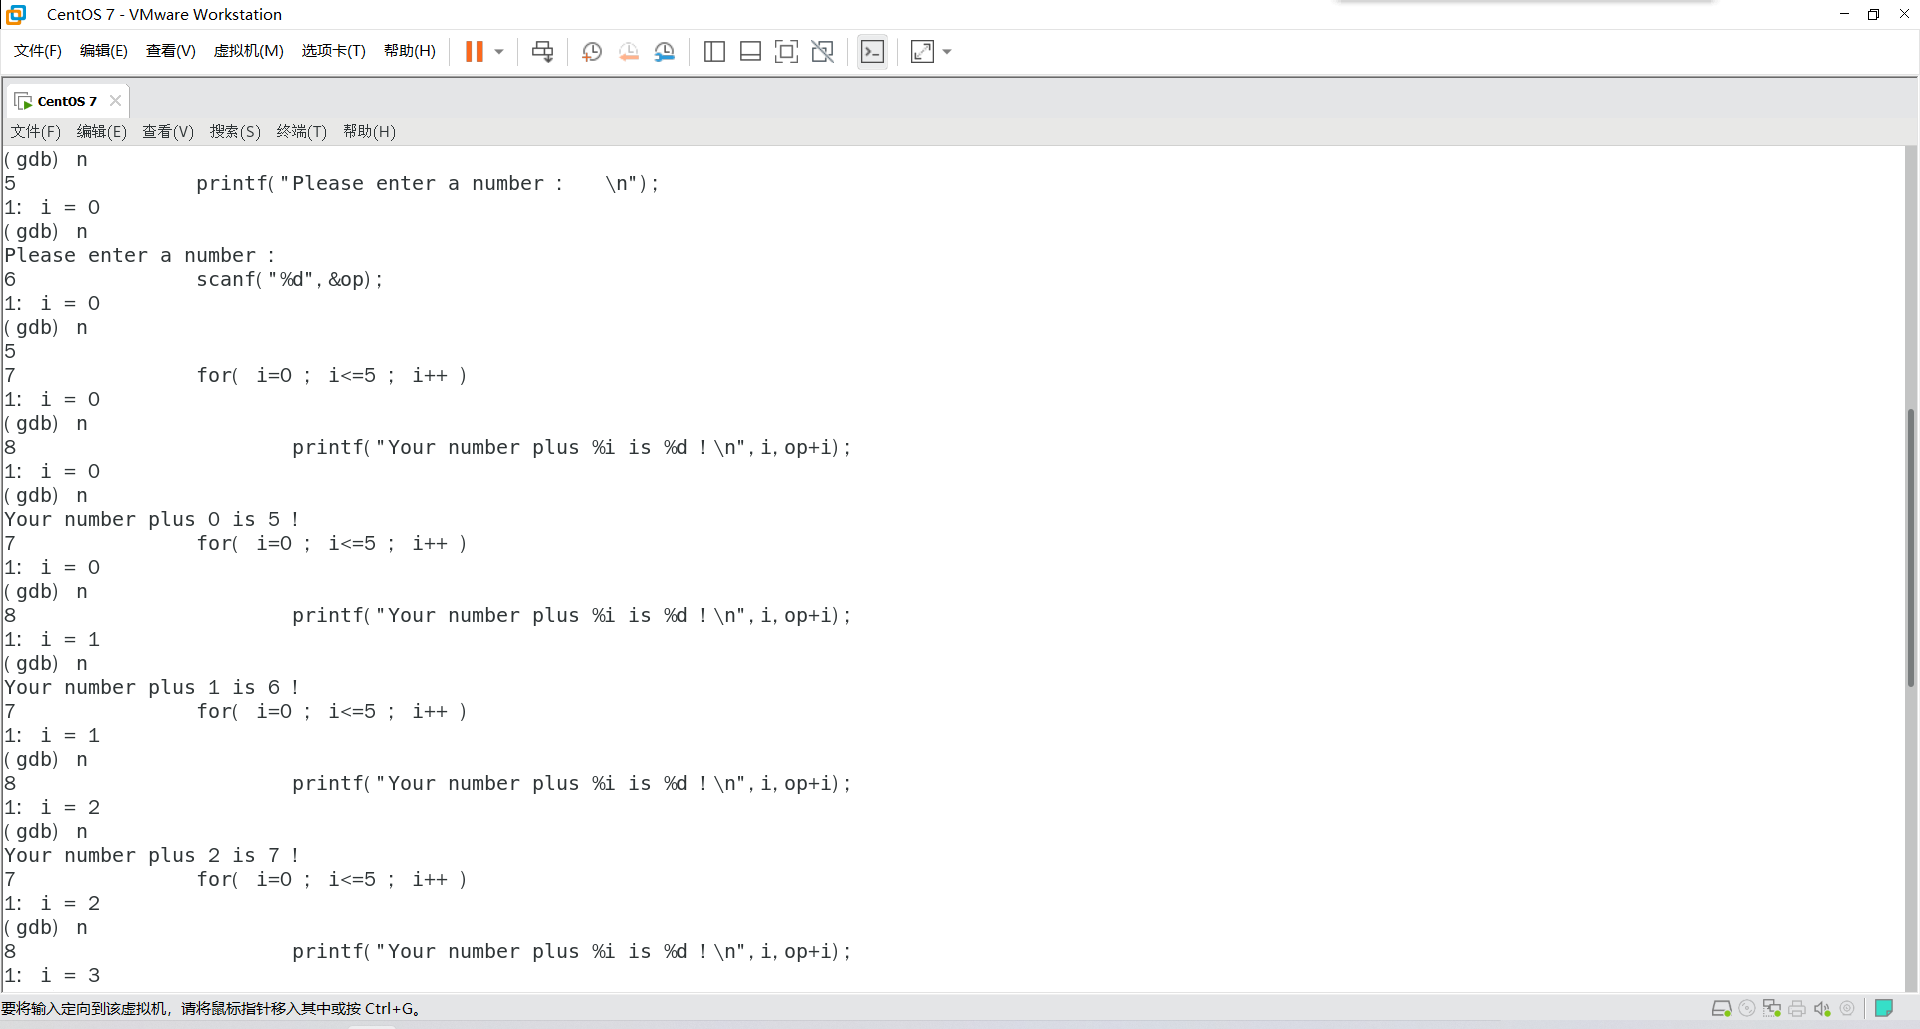 CentOS 7 - VMware Workstation
文件(F) 编辑(E) 查看(V) 虚拟机(M) 选项卡(T) 帮助(H)
CentOS 7
文件(F) 编辑(E) 查看(V) 搜索(S) 终端(T) 帮助(H)
(gdb) n
5               printf("Please enter a number :   \n");
1: i = 0
(gdb) n
Please enter a number :
6               scanf("%d",&op);
1: i = 0
(gdb) n
5
7               for( i=0 ; i<=5 ; i++ )
1: i = 0
(gdb) n
8                       printf("Your number plus %i is %d !\n",i,op+i);
1: i = 0
(gdb) n
Your number plus 0 is 5 !
7               for( i=0 ; i<=5 ; i++ )
1: i = 0
(gdb) n
8                       printf("Your number plus %i is %d !\n",i,op+i);
1: i = 1
(gdb) n
Your number plus 1 is 6 !
7               for( i=0 ; i<=5 ; i++ )
1: i = 1
(gdb) n
8                       printf("Your number plus %i is %d !\n",i,op+i);
1: i = 2
(gdb) n
Your number plus 2 is 7 !
7               for( i=0 ; i<=5 ; i++ )
1: i = 2
(gdb) n
8                       printf("Your number plus %i is %d !\n",i,op+i);
1: i = 3
要将输入定向到该虚拟机，请将鼠标指针移入其中或按 Ctrl+G。